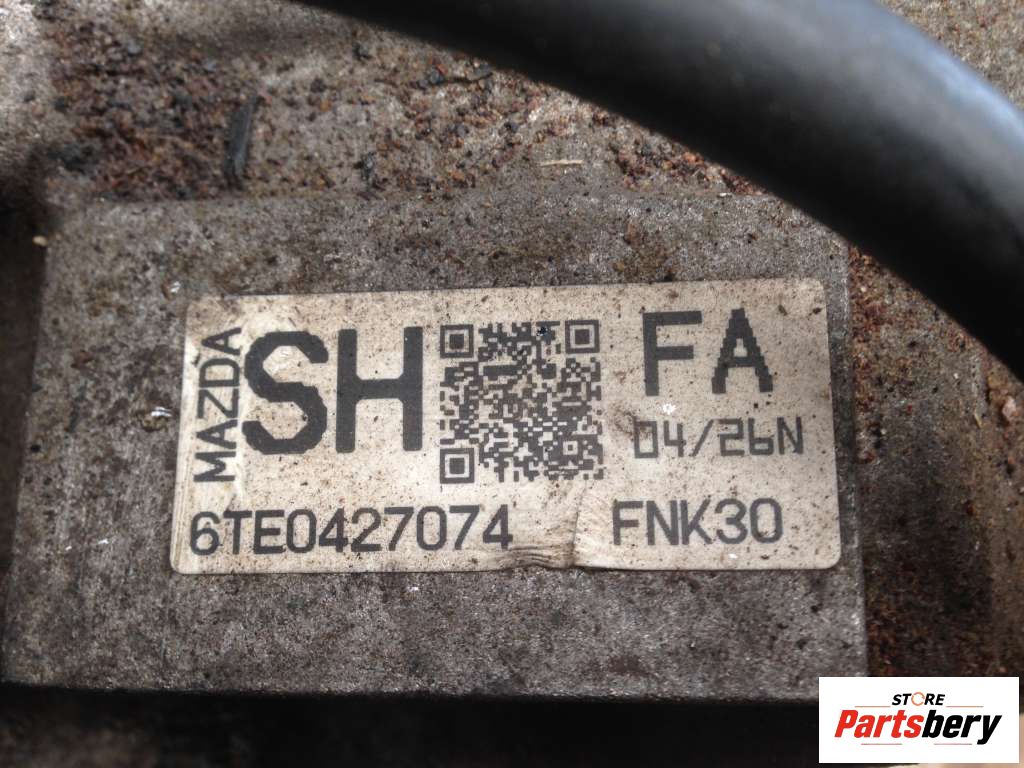 MAZDA
SH
FA
04/26N
6TE0427074
FNK30
STORE
Partsbery